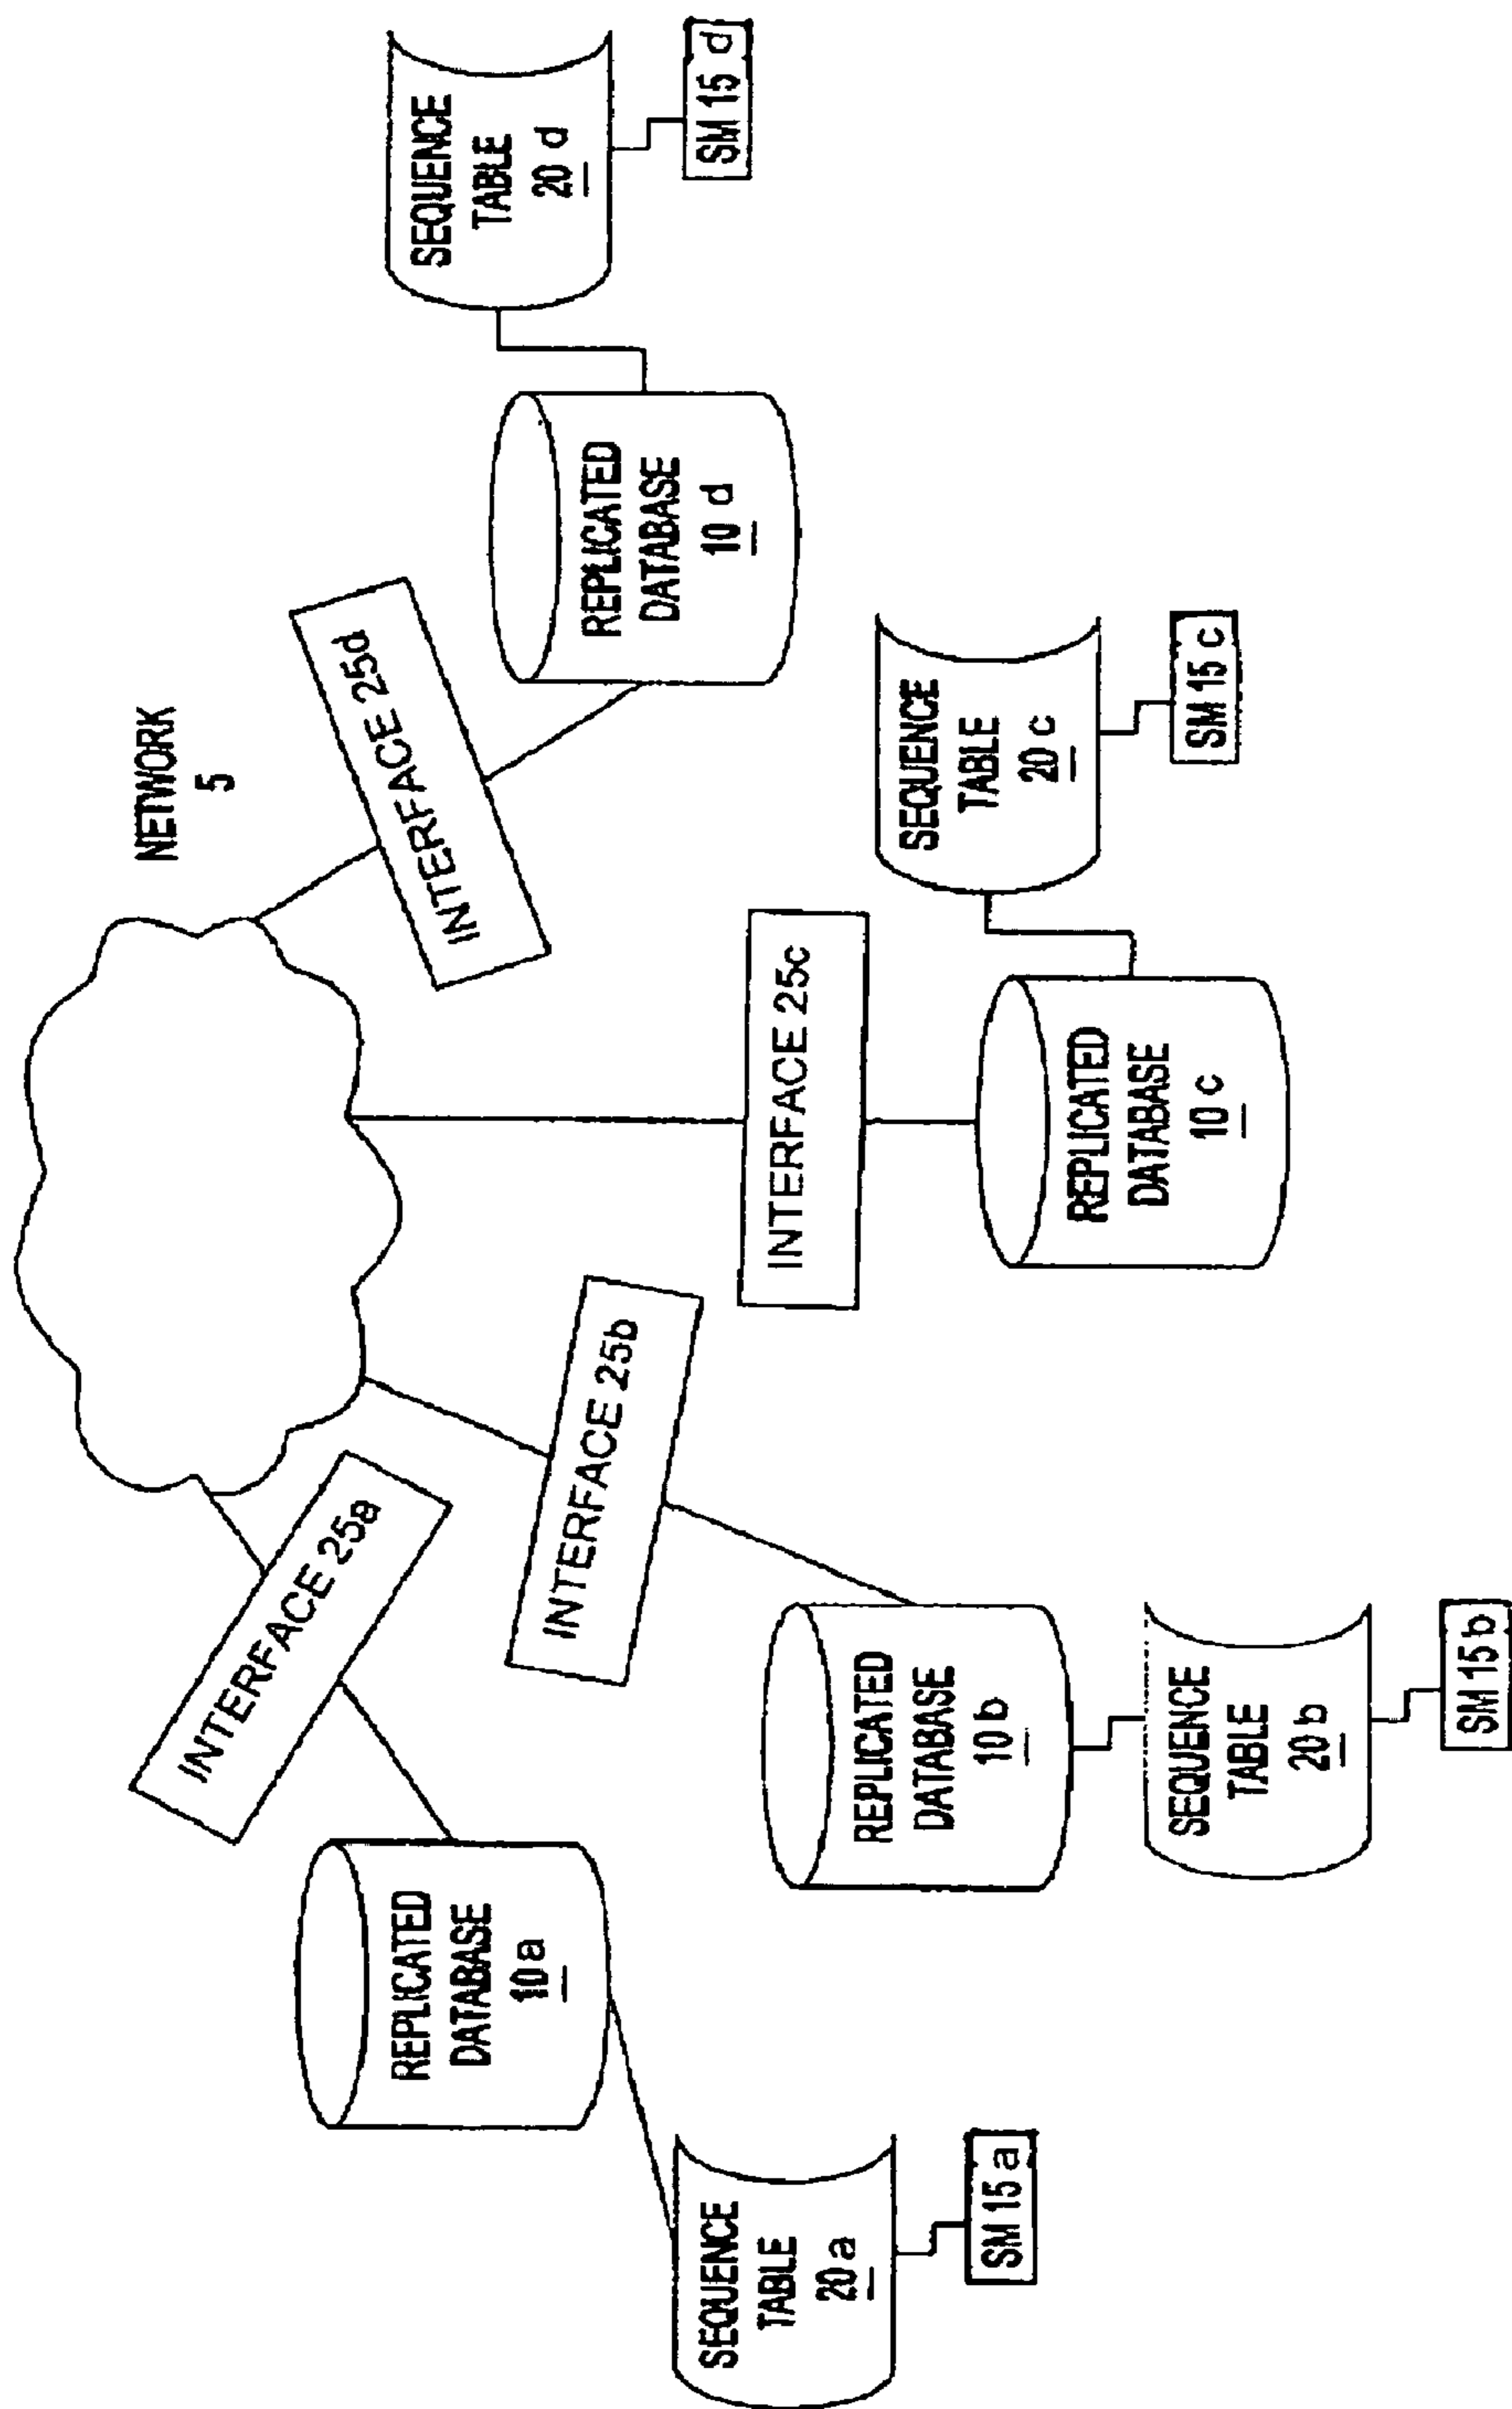 NETWORK
5
INTERFACE 25a
INTERFACE 25b
INTERFACE 25c
INTERFACE 25d
REPLICATED
DATABASE
10 a
SEQUENCE
TABLE
20 a
SM 15 a
REPLICATED
DATABASE
10 b
SEQUENCE
TABLE
20 b
SM 15 b
REPLICATED
DATABASE
10 c
SEQUENCE
TABLE
20 c
SM 15 c
REPLICATED
DATABASE
10 d
SEQUENCE
TABLE
20 d
SM 15 d